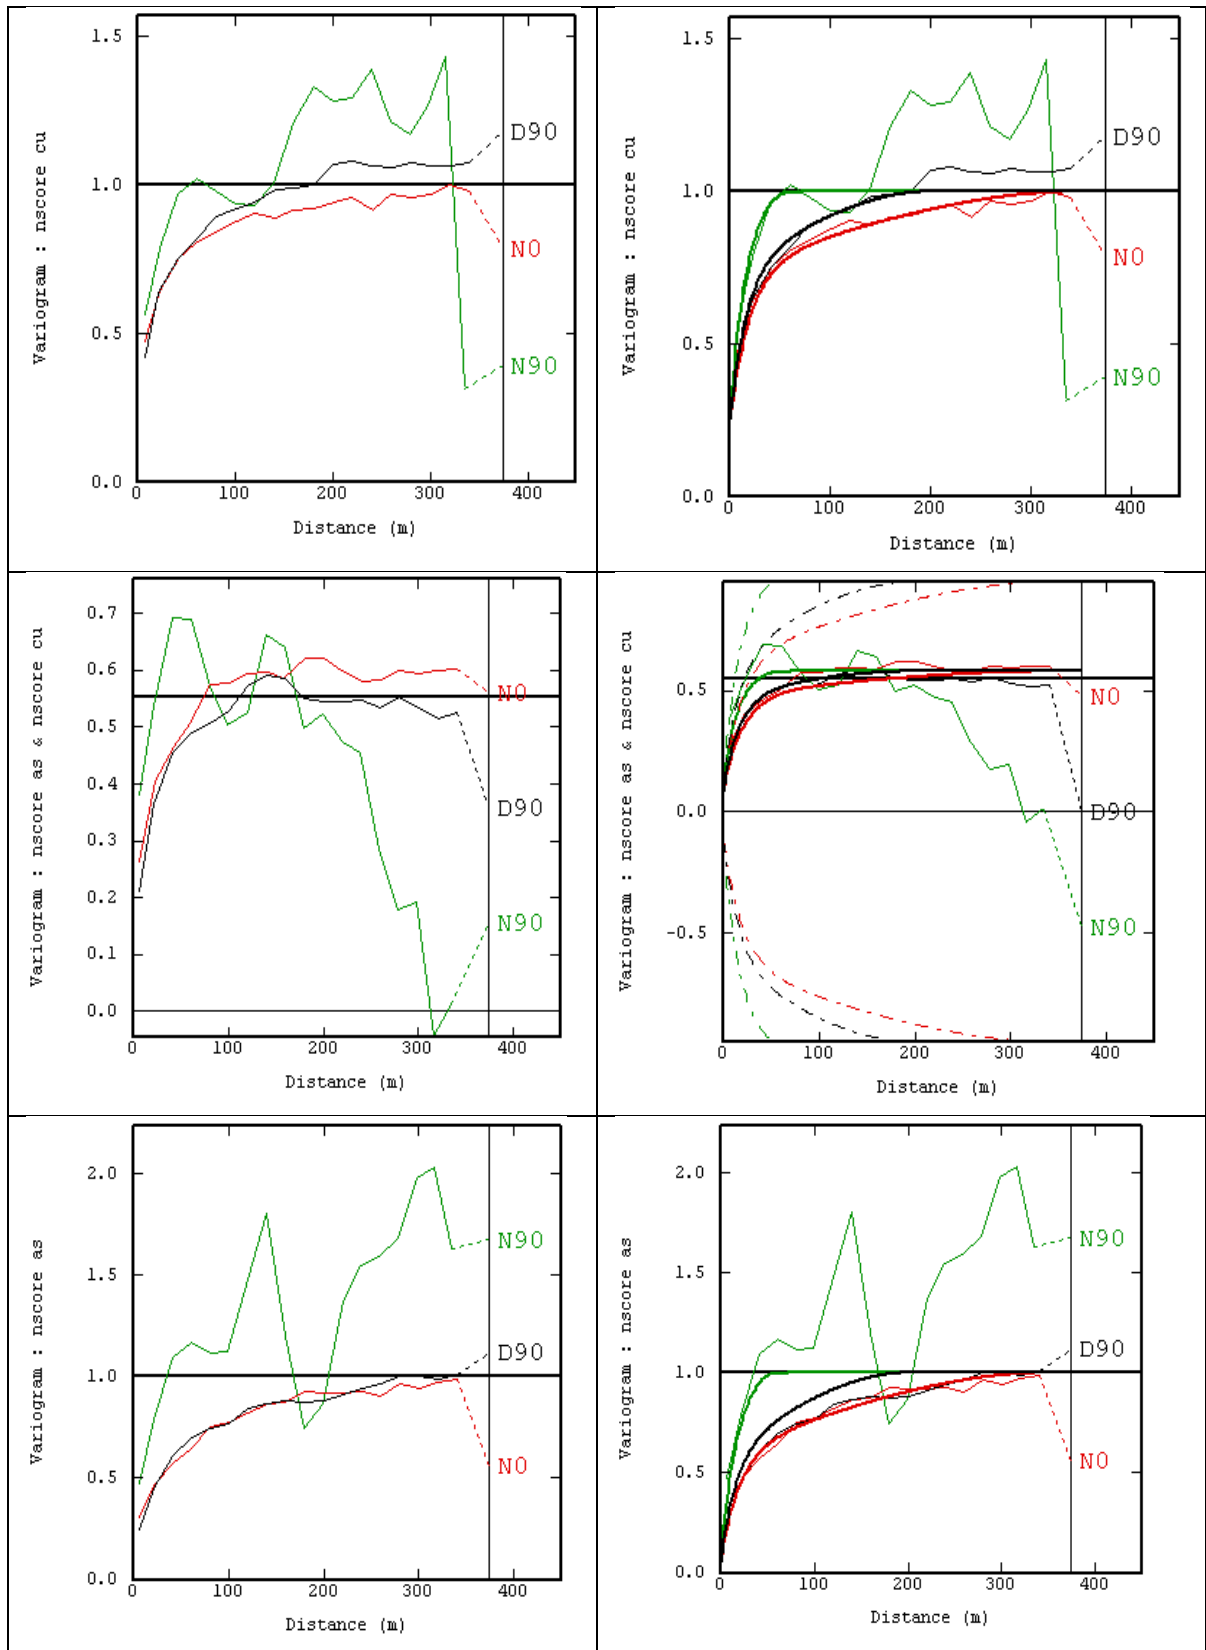 1.5
1.0
0.5
0.0
Variogram : nscore cu
D90
N0
N90
0 100 200 300 400
Distance (m)
1.5
1.0
0.5
0.0
Variogram : nscore cu
D90
N0
N90
0 100 200 300 400
Distance (m)
0.7
0.6
0.5
0.4
0.3
0.2
0.1
0.0
Variogram : nscore as & nscore cu
N0
D90
N90
0 100 200 300 400
Distance (m)
0.5
0.0
-0.5
Variogram : nscore as & nscore cu
N0
D90
N90
0 100 200 300 400
Distance (m)
2.0
1.5
1.0
0.5
0.0
Variogram : nscore as
N90
D90
N0
0 100 200 300 400
Distance (m)
2.0
1.5
1.0
0.5
0.0
Variogram : nscore as
N90
D90
N0
0 100 200 300 400
Distance (m)